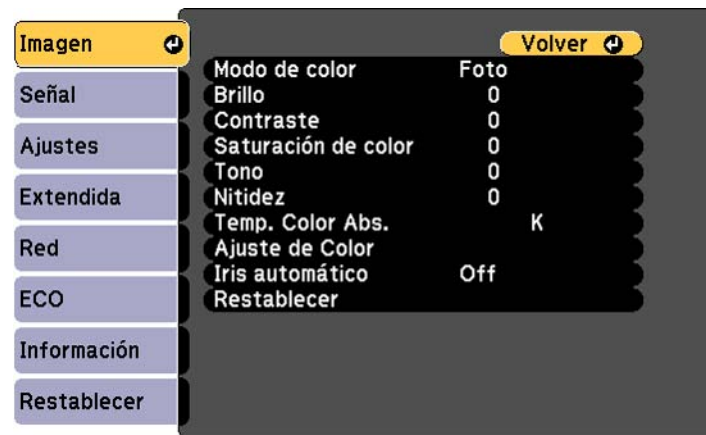 Imagen
Señal
Ajustes
Extendida
Red
ECO
Información
Restablecer
Volver
Modo de color Foto
Brillo 0
Contraste 0
Saturación de color 0
Tono 0
Nitidez 0
Temp. Color Abs. K
Ajuste de Color
Iris automático Off
Restablecer